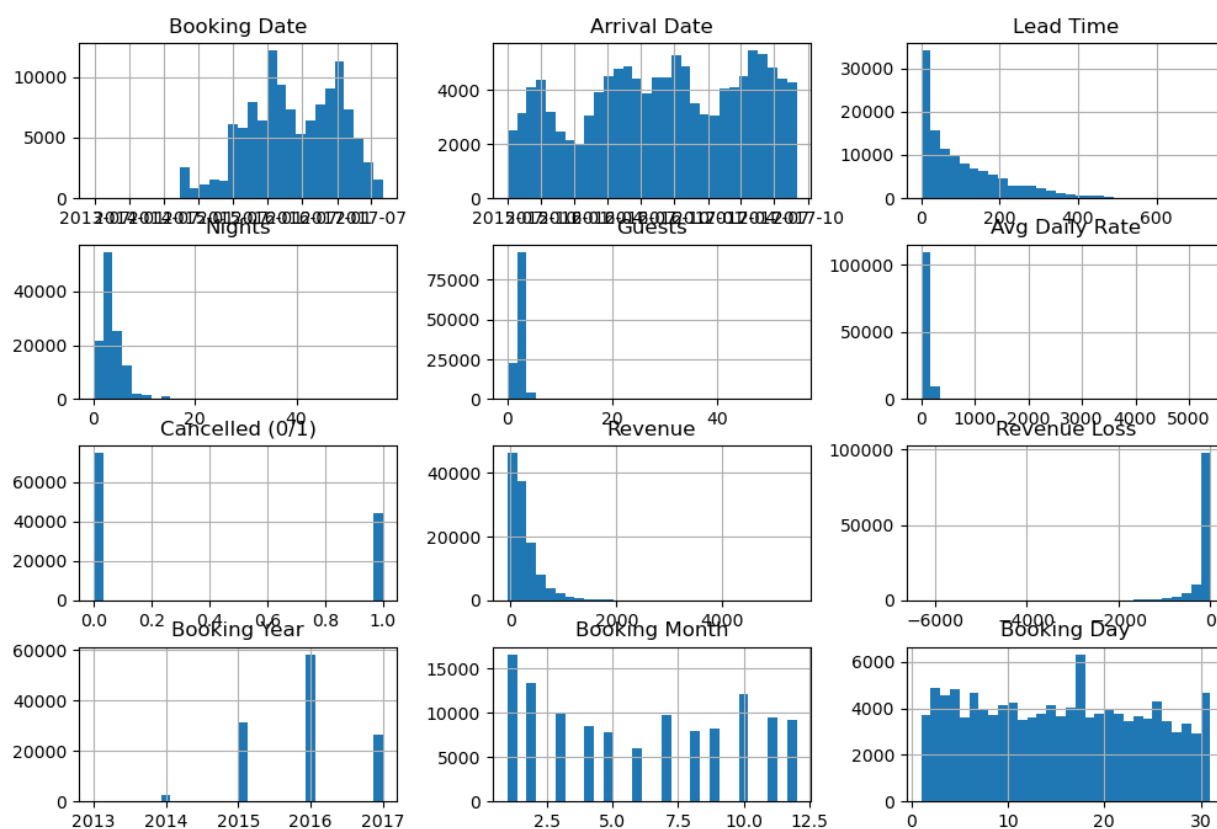 Booking Date
Arrival Date
Lead Time
10000
5000
0
4000
2000
0
30000
20000
10000
0
0 200 400 600
Nights
Guests
Avg Daily Rate
40000
20000
0
0 20 40
75000
50000
25000
0
0 20 40
100000
50000
0
0 1000 2000 3000 4000 5000
Cancelled (0/1)
Revenue
Revenue Loss
60000
40000
20000
0
0.0 0.2 0.4 0.6 0.8 1.0
40000
20000
0
0 2000 4000
100000
50000
0
−6000 −4000 −2000 0
Booking Year
Booking Month
Booking Day
60000
40000
20000
0
2013 2014 2015 2016 2017
15000
10000
5000
0
2.5 5.0 7.5 10.0 12.5
6000
4000
2000
0
0 10 20 30